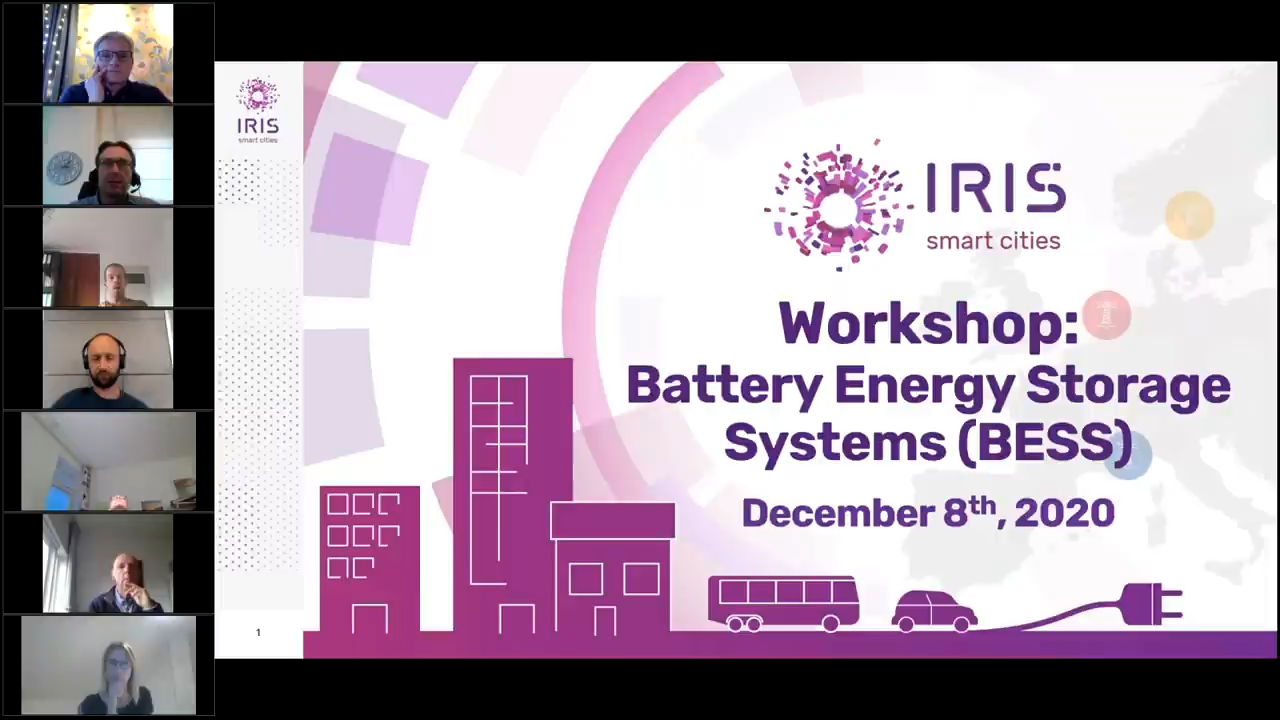 IRIS
smart cities
IRIS
smart cities
Workshop:
Battery Energy Storage
Systems (BESS)
December 8th, 2020
1